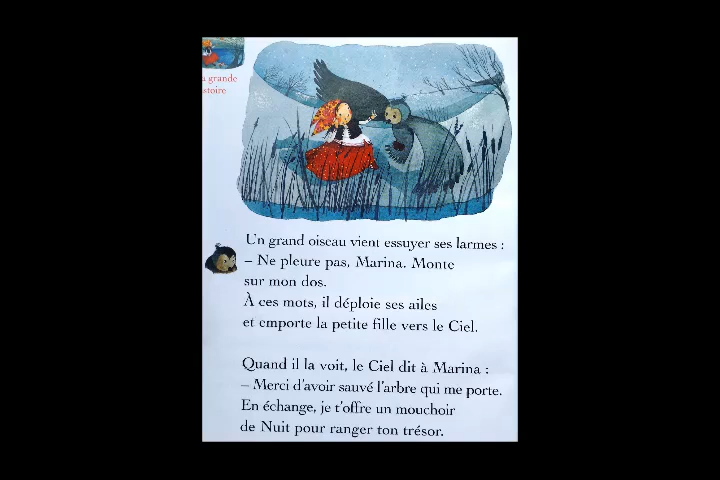 a grande
stoire
Un grand oiseau vient essuyer ses larmes :
– Ne pleure pas, Marina. Monte
sur mon dos.
À ces mots, il déploie ses ailes
et emporte la petite fille vers le Ciel.
Quand il la voit, le Ciel dit à Marina :
– Merci d'avoir sauvé l'arbre qui me porte.
En échange, je t'offre un mouchoir
de Nuit pour ranger ton trésor.